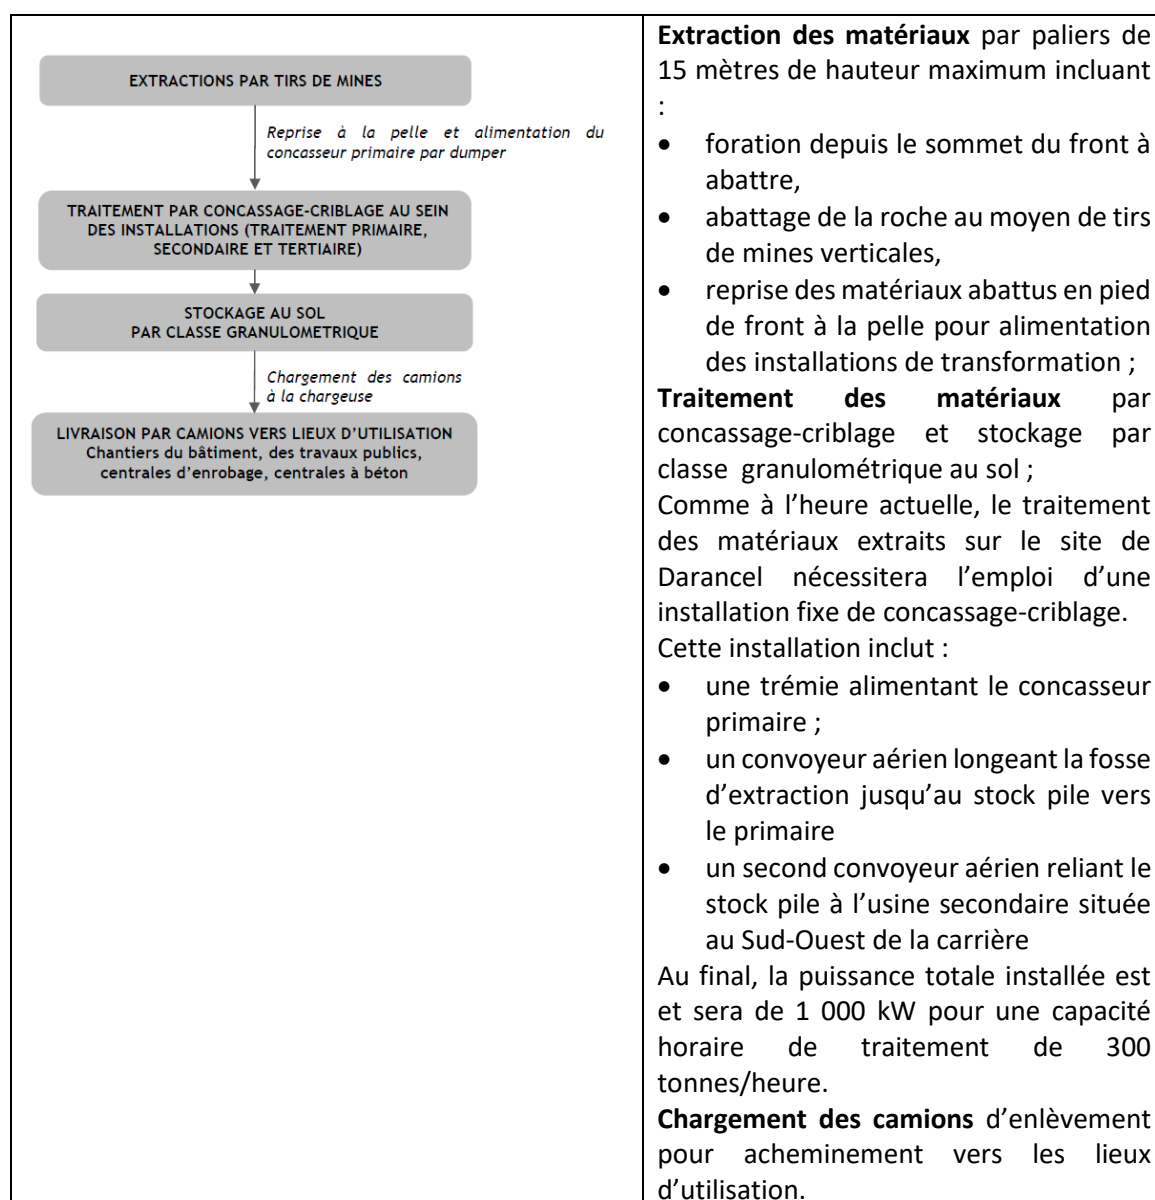 EXTRACTIONS PAR TIRS DE MINES
Reprise à la pelle et alimentation du
concasseur primaire par dumper
TRAITEMENT PAR CONCASSAGE-CRIBLAGE AU SEIN
DES INSTALLATIONS (TRAITEMENT PRIMAIRE,
SECONDAIRE ET TERTIAIRE)
STOCKAGE AU SOL
PAR CLASSE GRANULOMETRIQUE
Chargement des camions
à la chargeuse
LIVRAISON PAR CAMIONS VERS LIEUX D’UTILISATION
Chantiers du bâtiment, des travaux publics,
centrales d’enrobage, centrales à béton
Extraction des matériaux par paliers de
15 mètres de hauteur maximum incluant
:
• foration depuis le sommet du front à
abattre,
• abattage de la roche au moyen de tirs
de mines verticales,
• reprise des matériaux abattus en pied
de front à la pelle pour alimentation
des installations de transformation ;
Traitement des matériaux par
concassage-criblage et stockage par
classe granulométrique au sol ;
Comme à l’heure actuelle, le traitement
des matériaux extraits sur le site de
Darancel nécessitera l’emploi d’une
installation fixe de concassage-criblage.
Cette installation inclut :
• une trémie alimentant le concasseur
primaire ;
• un convoyeur aérien longeant la fosse
d’extraction jusqu’au stock pile vers
le primaire
• un second convoyeur aérien reliant le
stock pile à l’usine secondaire située
au Sud-Ouest de la carrière
Au final, la puissance totale installée est
et sera de 1 000 kW pour une capacité
horaire de traitement de 300
tonnes/heure.
Chargement des camions d’enlèvement
pour acheminement vers les lieux
d’utilisation.